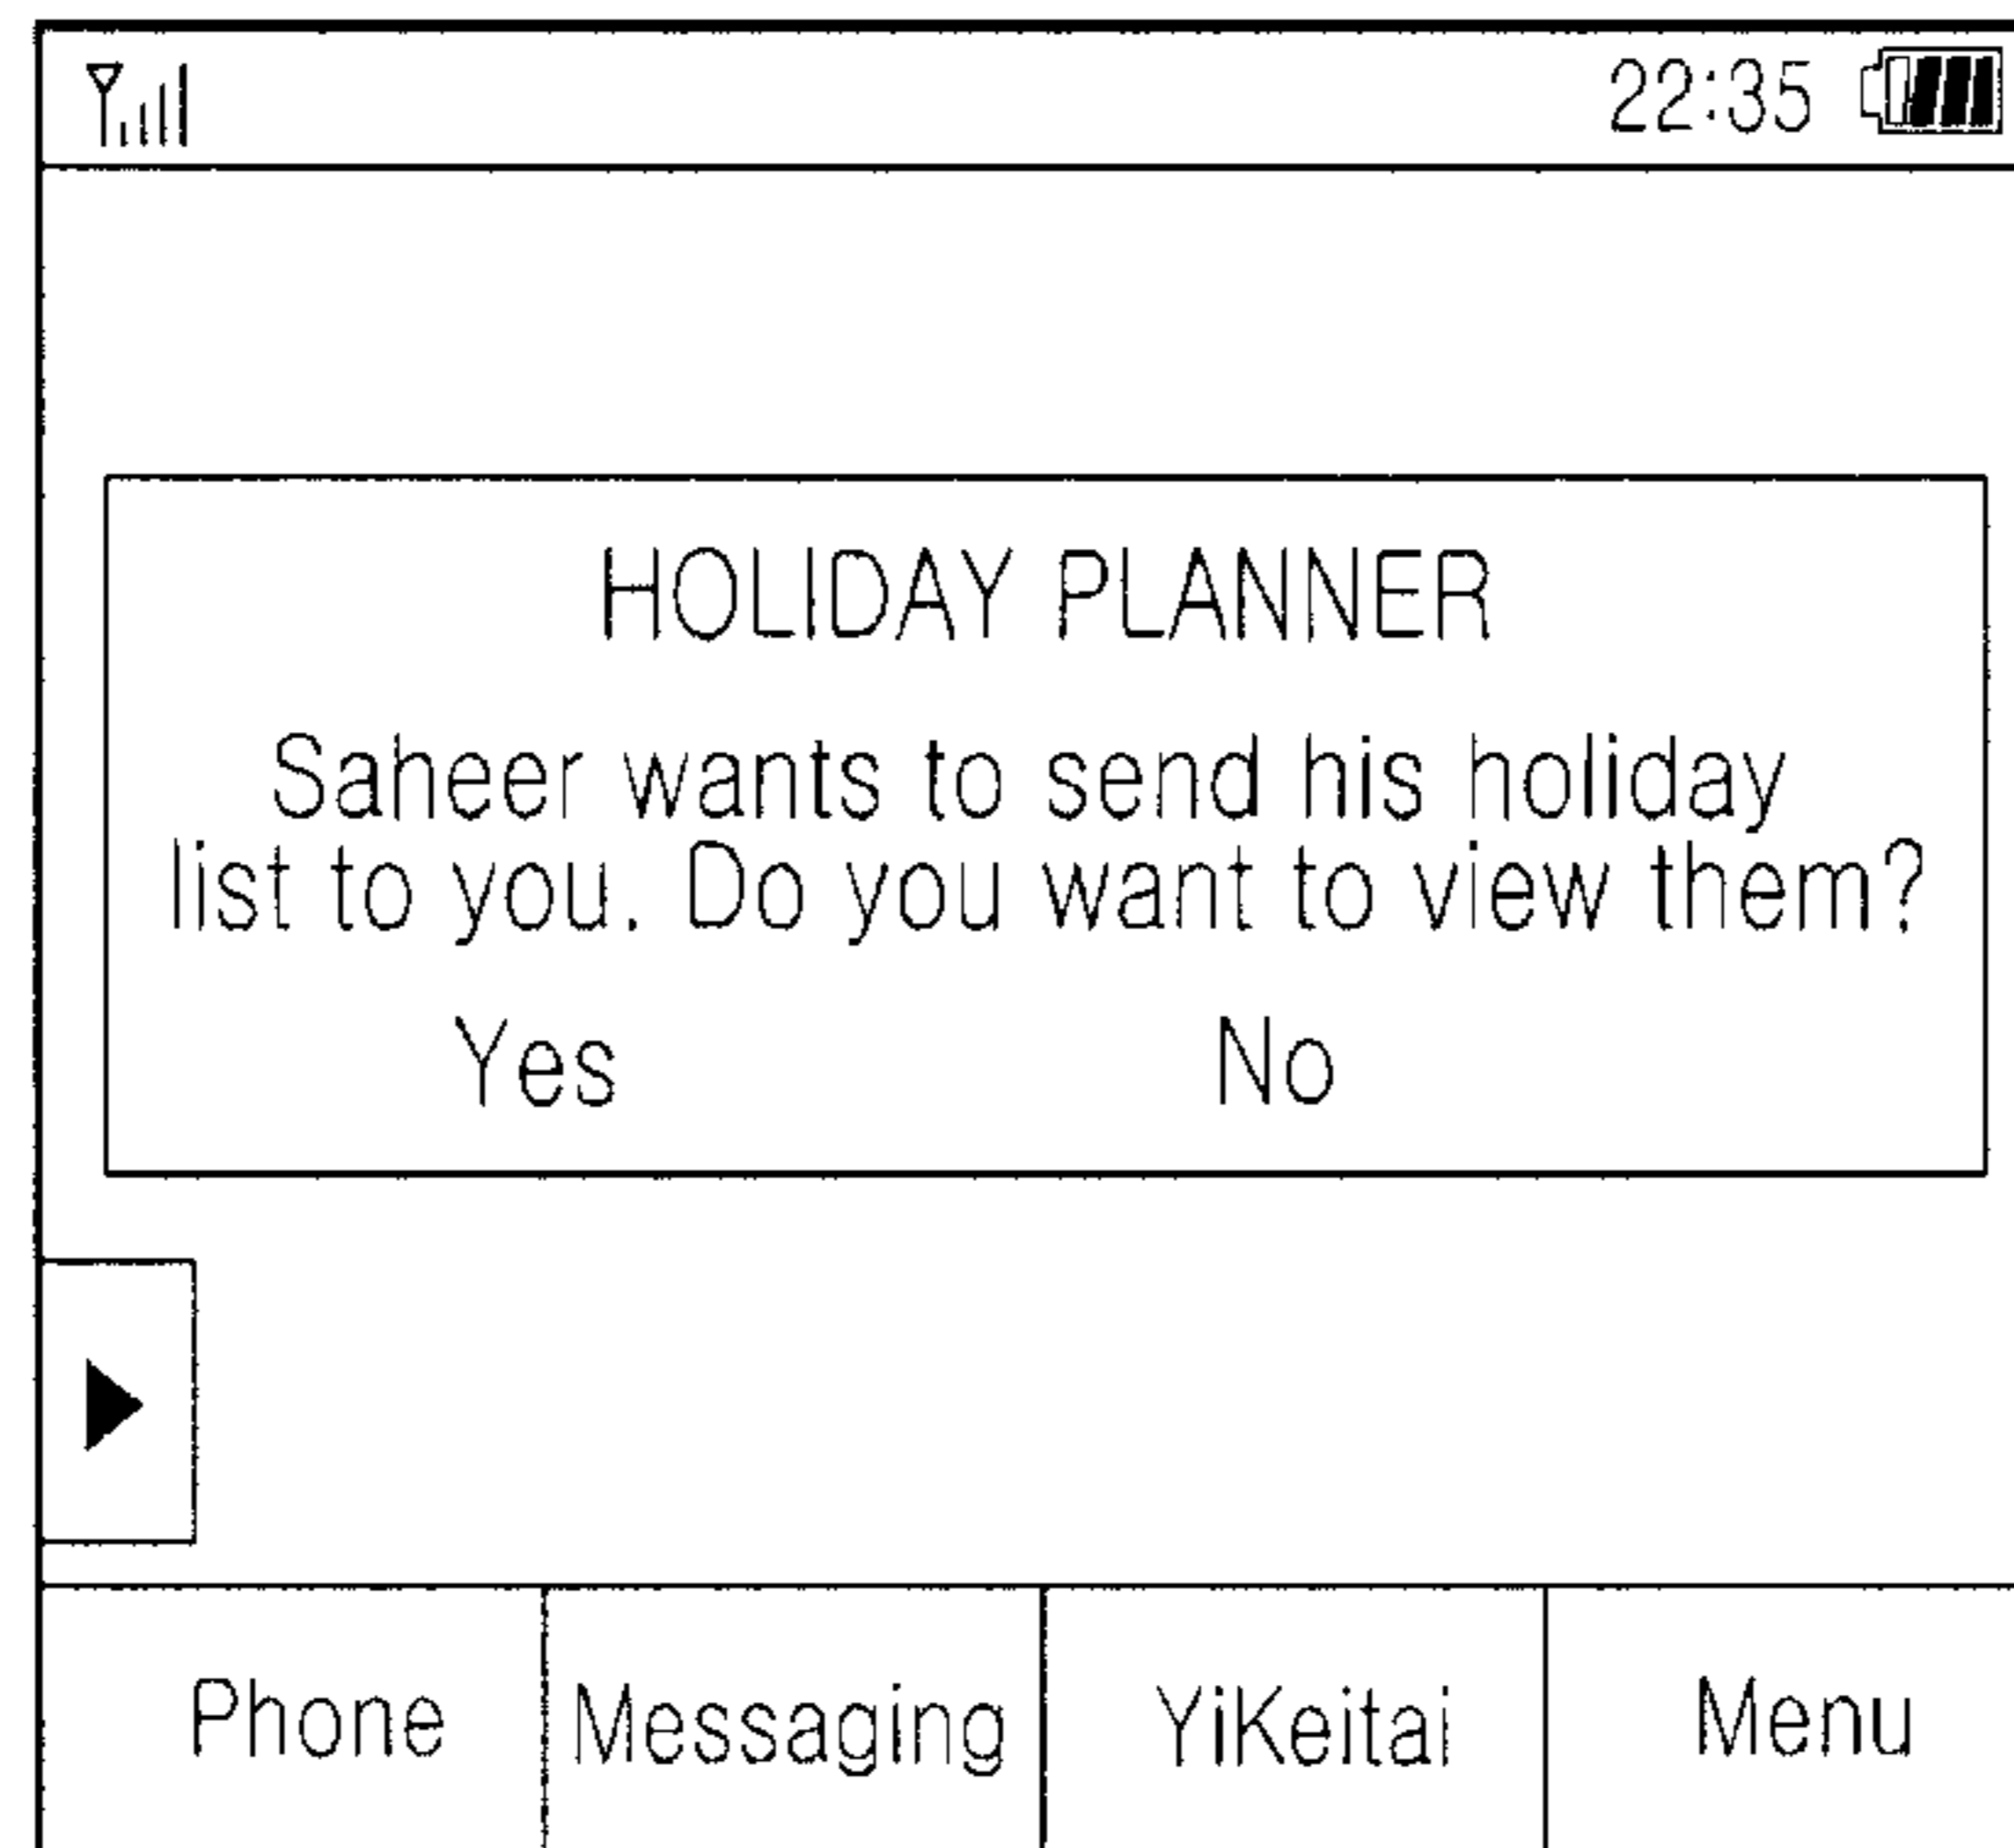 22:35
HOLIDAY PLANNER
Saheer wants to send his holiday
list to you. Do you want to view them?
Yes No
Phone Messaging YiKeitai Menu